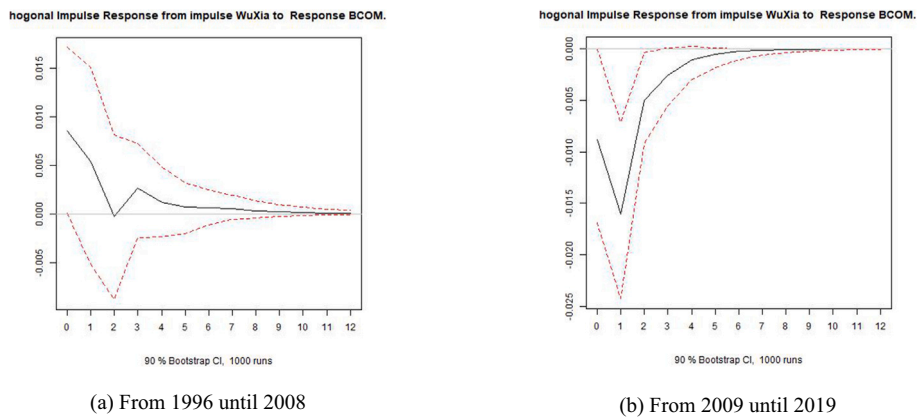 hogonal Impulse Response from impulse WuXia to Response BCOM.
0.015
0.010
0.005
0.000
-0.005
0 1 2 3 4 5 6 7 8 9 10 11 12
90 % Bootstrap CI, 1000 runs
(a) From 1996 until 2008
hogonal Impulse Response from impulse WuXia to Response BCOM.
0.000
-0.005
-0.010
-0.015
-0.020
-0.025
0 1 2 3 4 5 6 7 8 9 10 11 12
90 % Bootstrap CI, 1000 runs
(b) From 2009 until 2019